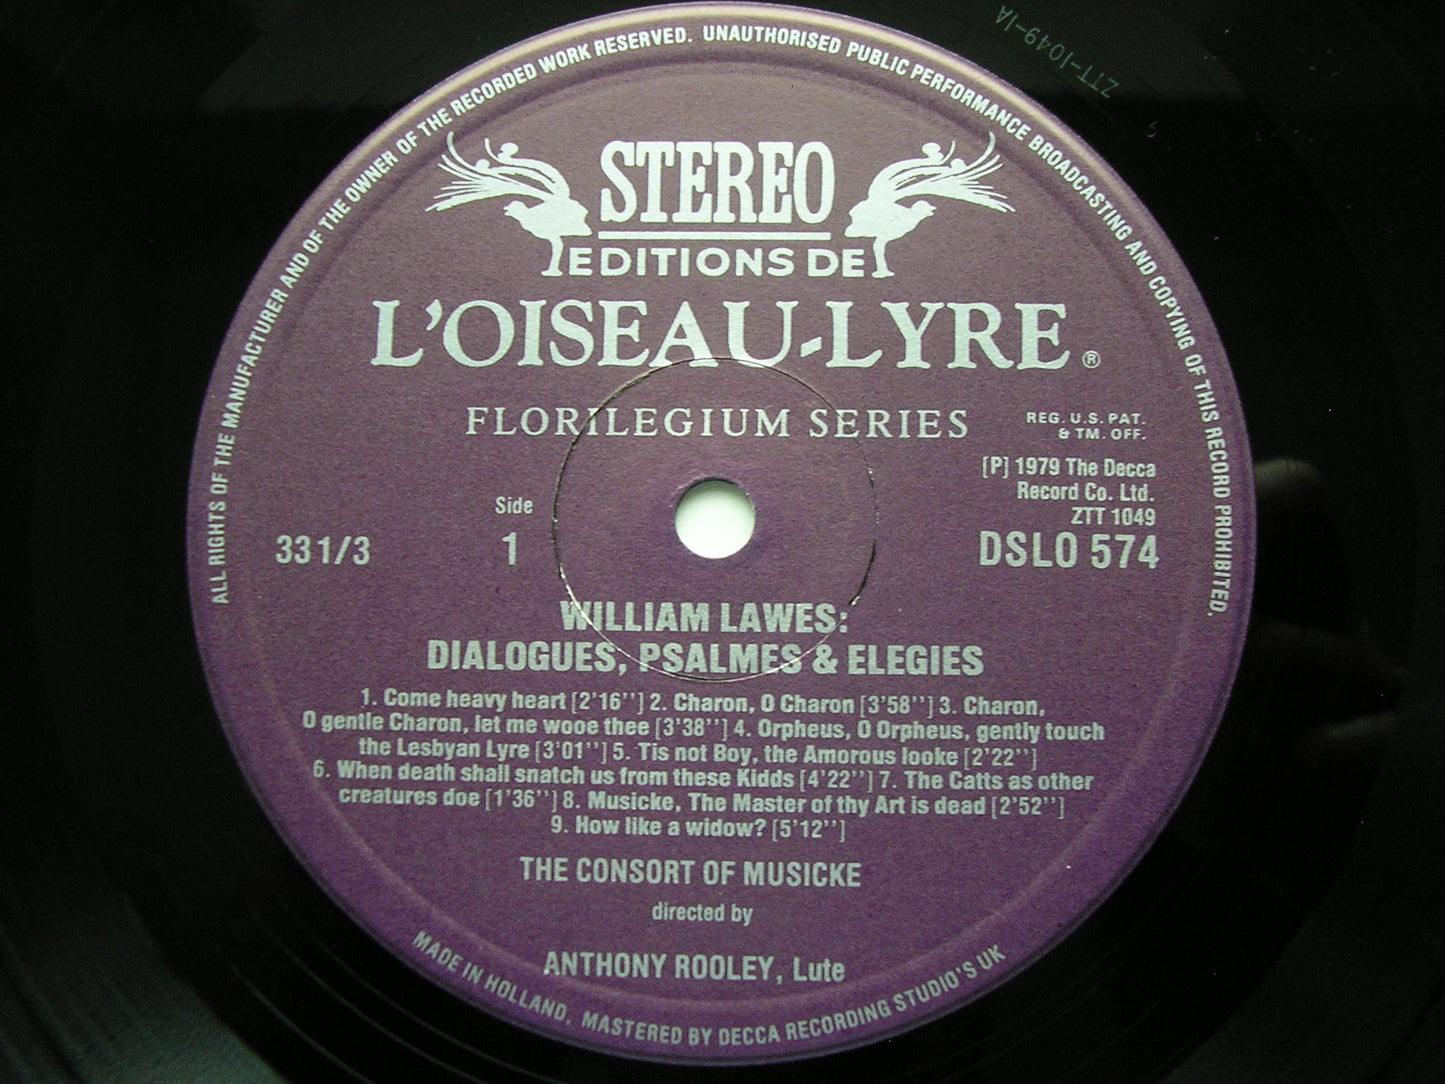 ALL RIGHTS OF THE MANUFACTURER AND OF THE OWNER OF THE RECORDED WORK RESERVED. UNAUTHORISED PUBLIC PERFORMANCE BROADCASTING AND COPYING OF THIS RECORD PROHIBITED.
ZTT-1049-1A
STEREO
EDITIONS DE
L'OISEAU-LYRE®
FLORILEGIUM SERIES
REG. U.S. PAT.
& TM. OFF.
[P] 1979 The Decca
Record Co. Ltd.
ZTT 1049
DSLO 574
Side
1
33 1/3
WILLIAM LAWES:
DIALOGUES, PSALMES & ELEGIES
1. Come heavy heart [2'16''] 2. Charon, O Charon [3'58''] 3. Charon,
O gentle Charon, let me wooe thee [3'38''] 4. Orpheus, O Orpheus, gently touch
the Lesbyan Lyre [3'01''] 5. Tis not Boy, the Amorous looke [2'22'']
6. When death shall snatch us from these Kidds [4'22''] 7. The Catts as other
creatures doe [1'36''] 8. Musicke, The Master of thy Art is dead [2'52'']
9. How like a widow? [5'12'']
THE CONSORT OF MUSICKE
directed by
ANTHONY ROOLEY, Lute
MADE IN HOLLAND. MASTERED BY DECCA RECORDING STUDIO'S UK